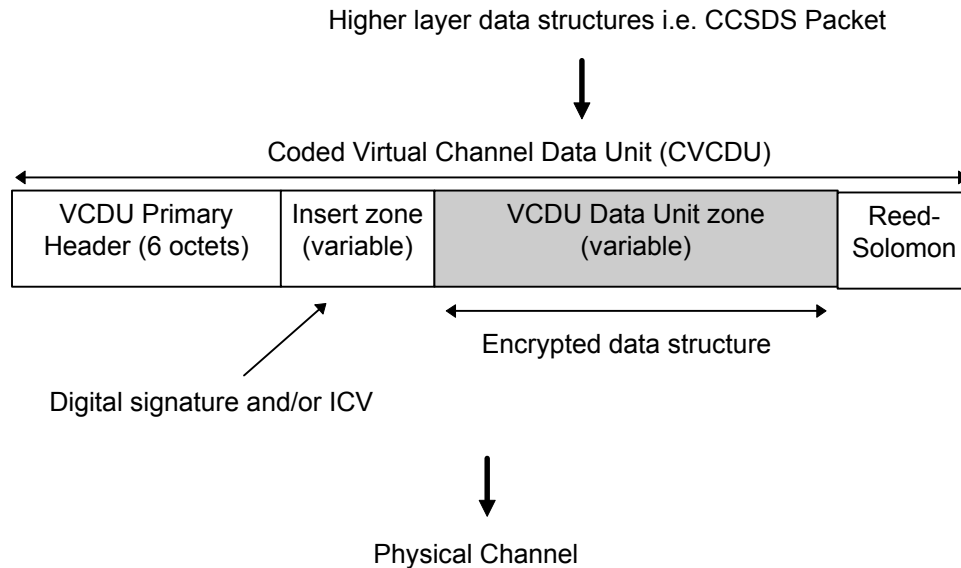 Higher layer data structures i.e. CCSDS Packet
Coded Virtual Channel Data Unit (CVCDU)
VCDU Primary
Header (6 octets)
Insert zone
(variable)
VCDU Data Unit zone
(variable)
Reed-
Solomon
Encrypted data structure
Digital signature and/or ICV
Physical Channel